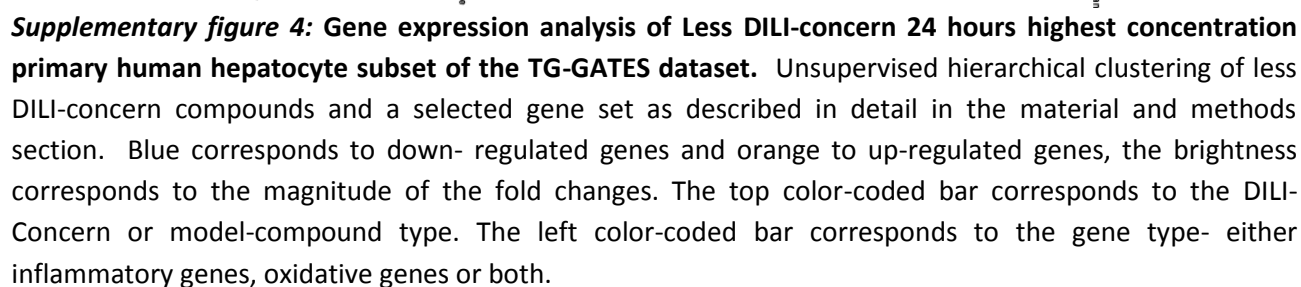 Supplementary figure 4: Gene expression analysis of Less DILI-concern 24 hours highest concentration
primary human hepatocyte subset of the TG-GATES dataset. Unsupervised hierarchical clustering of less
DILI-concern compounds and a selected gene set as described in detail in the material and methods
section. Blue corresponds to down- regulated genes and orange to up-regulated genes, the brightness
corresponds to the magnitude of the fold changes. The top color-coded bar corresponds to the DILI-
Concern or model-compound type. The left color-coded bar corresponds to the gene type- either
inflammatory genes, oxidative genes or both.